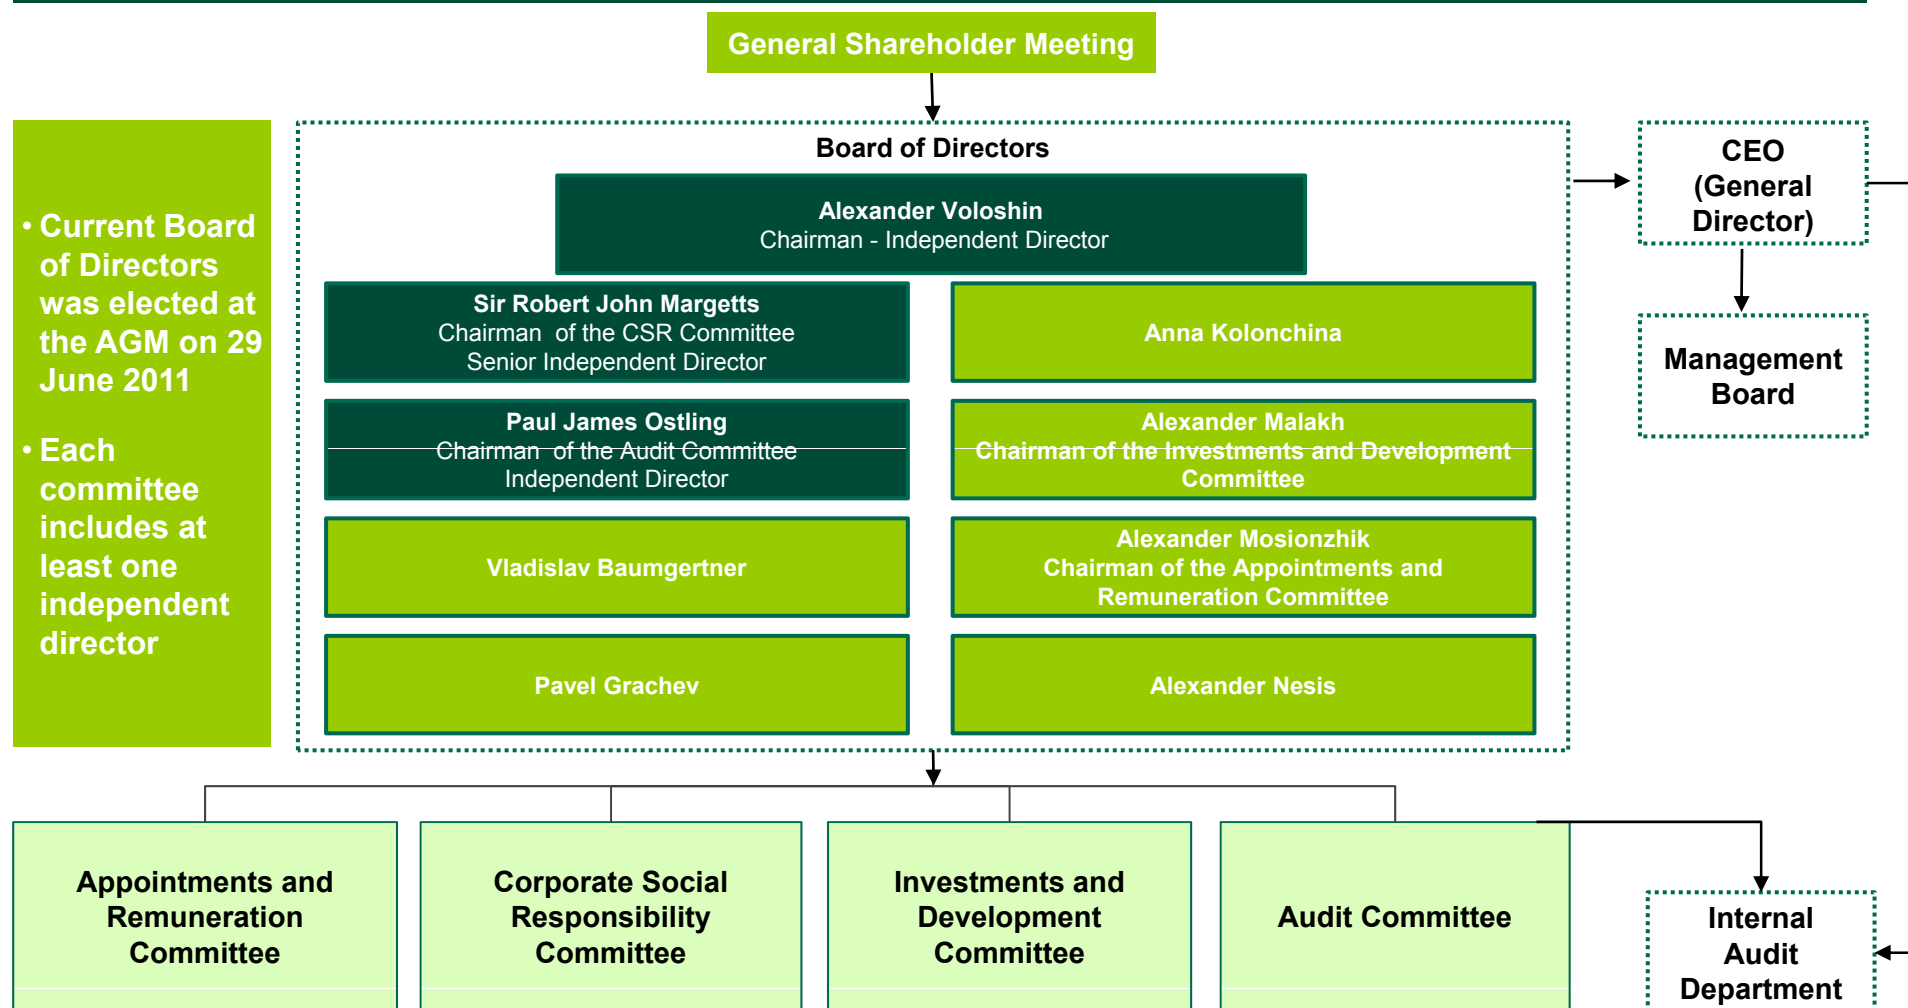 General Shareholder Meeting
• Current Board
of Directors
was elected at
the AGM on 29
June 2011
• Each
committee
includes at
least one
independent
director
Board of Directors
Alexander Voloshin
Chairman - Independent Director
Sir Robert John Margetts
Chairman of the CSR Committee
Senior Independent Director
Anna Kolonchina
Paul James Ostling
Chairman of the Audit Committee
Independent Director
Alexander Malakh
Chairman of the Investments and Development
Committee
Vladislav Baumgertner
Alexander Mosionzhik
Chairman of the Appointments and
Remuneration Committee
Pavel Grachev
Alexander Nesis
CEO
(General
Director)
Management
Board
Appointments and
Remuneration
Committee
Corporate Social
Responsibility
Committee
Investments and
Development
Committee
Audit Committee
Internal
Audit
Department